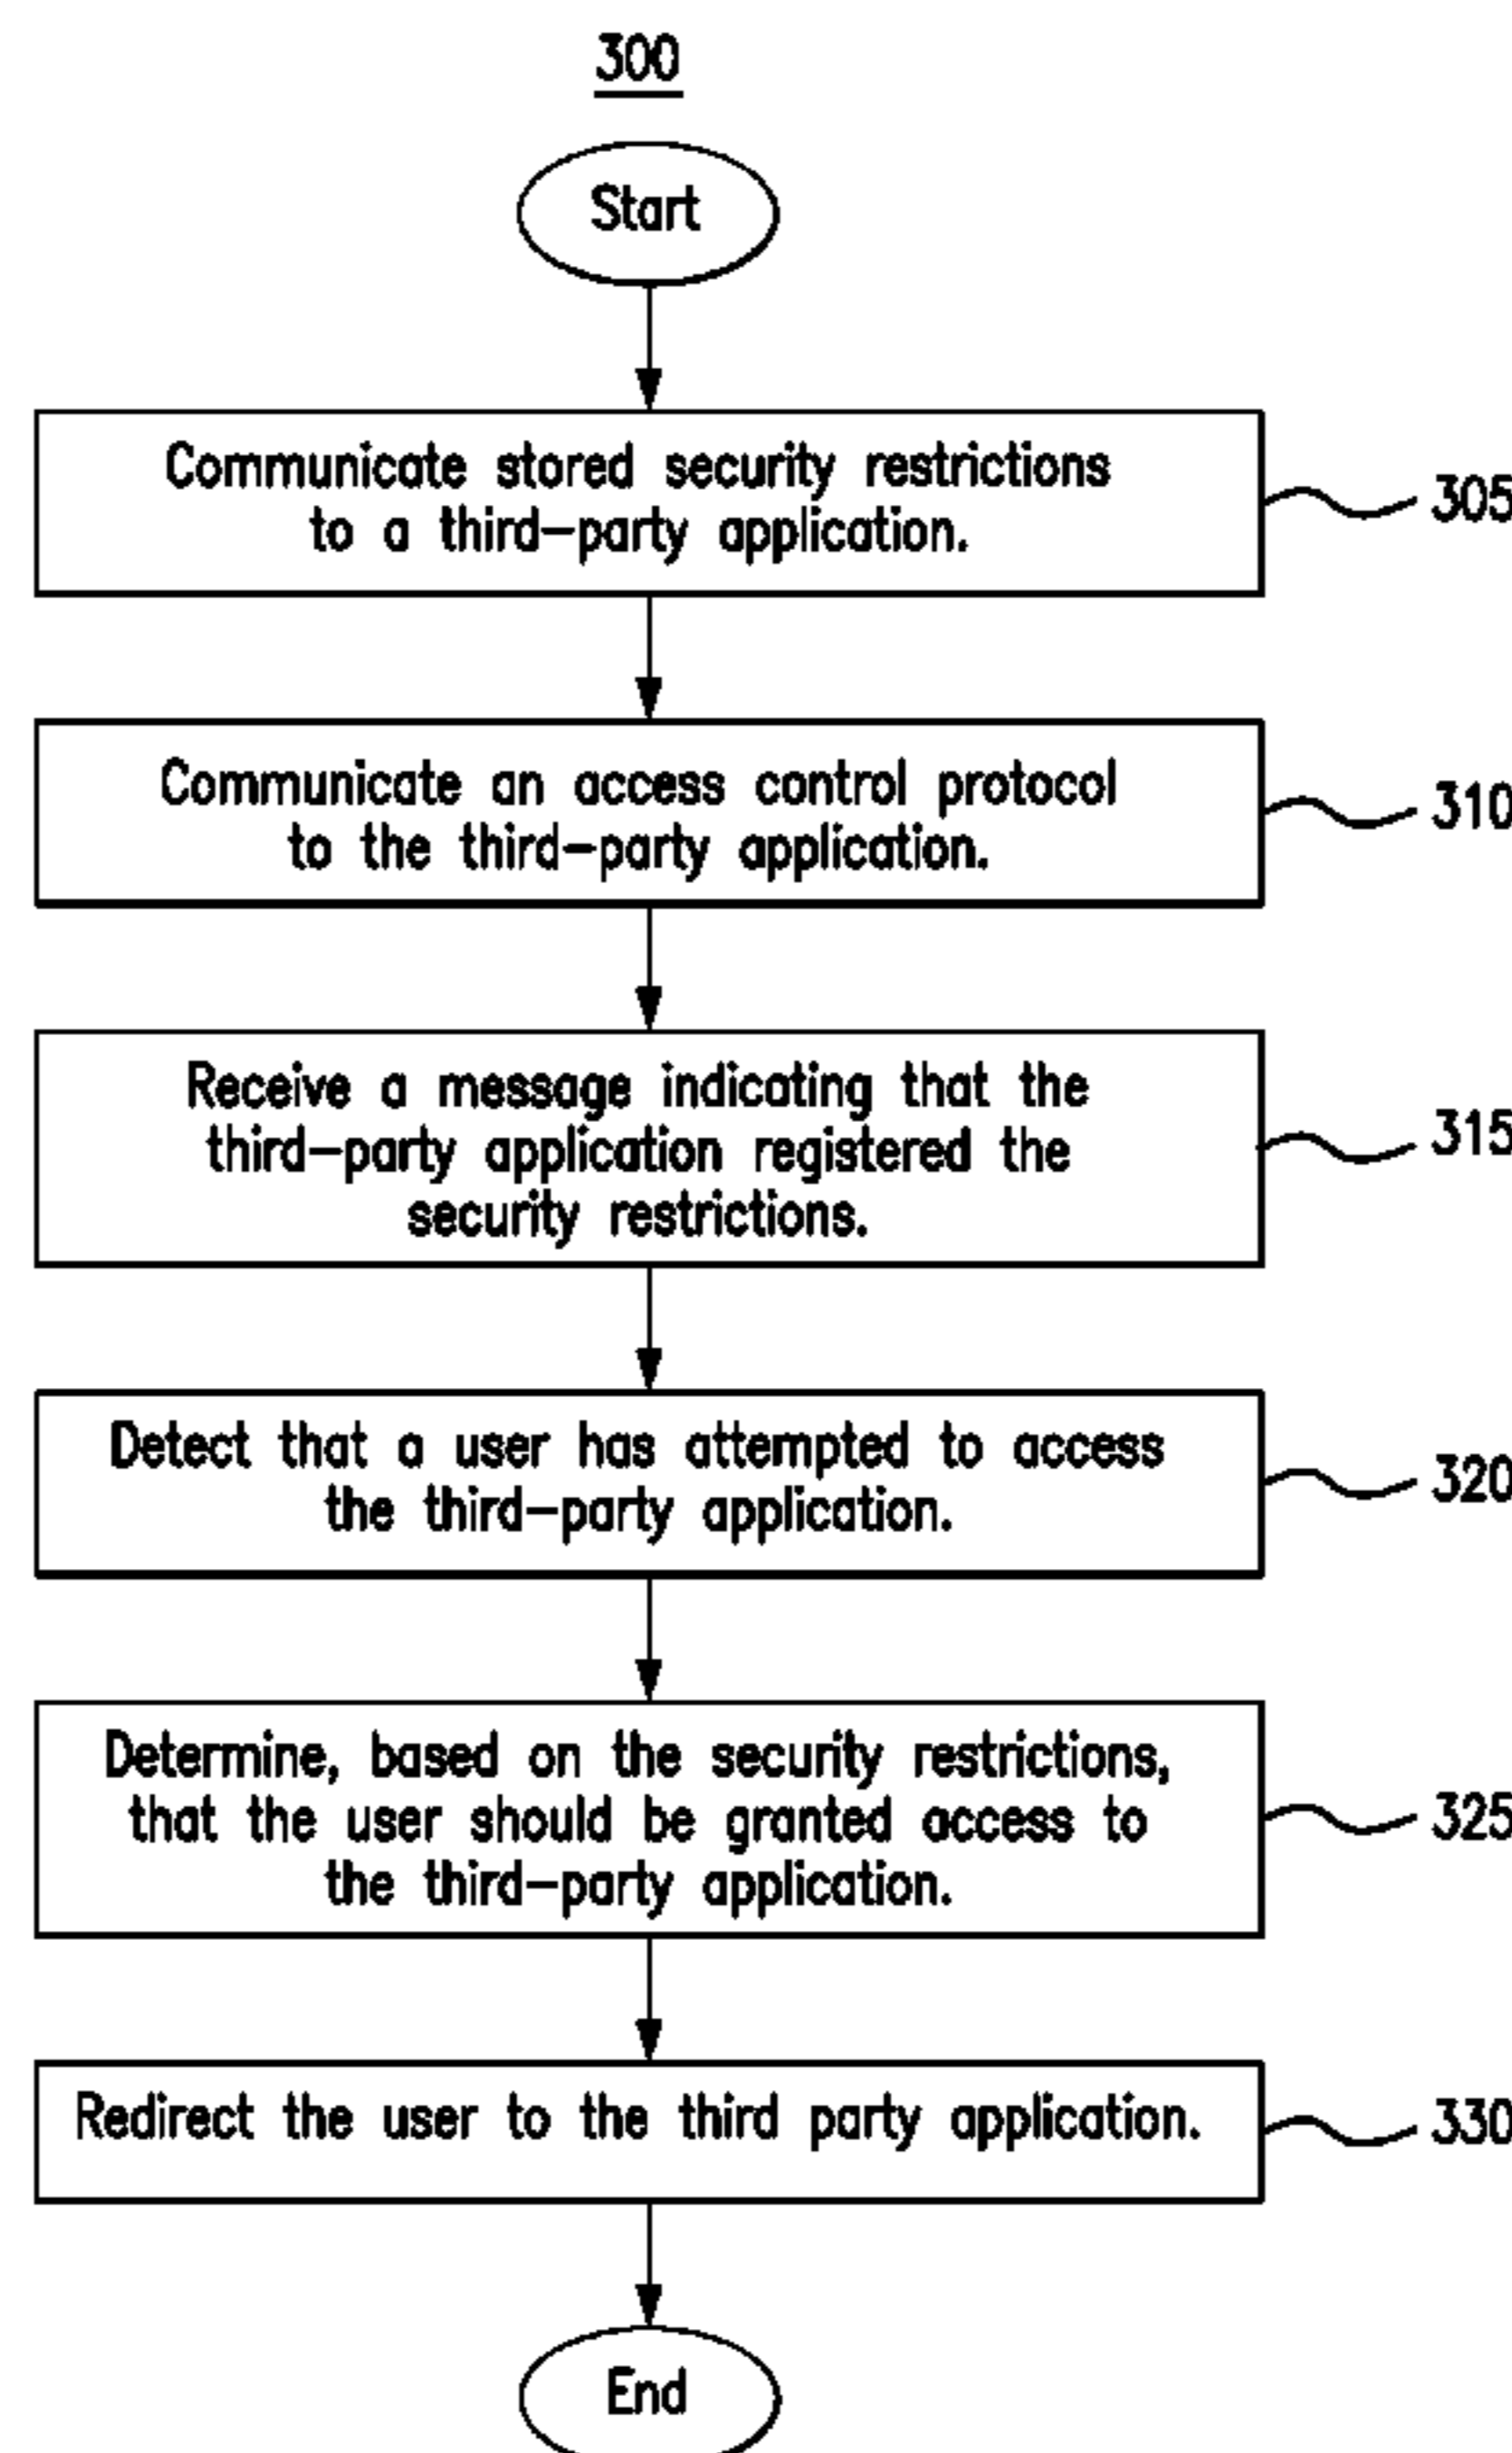 300
Start
Communicate stored security restrictions
to a third-party application.
305
Communicate an access control protocol
to the third-party application.
310
Receive a message indicating that the
third-party application registered the
security restrictions.
315
Detect that a user has attempted to access
the third-party application.
320
Determine, based on the security restrictions,
that the user should be granted access to
the third-party application.
325
Redirect the user to the third party application.
330
End